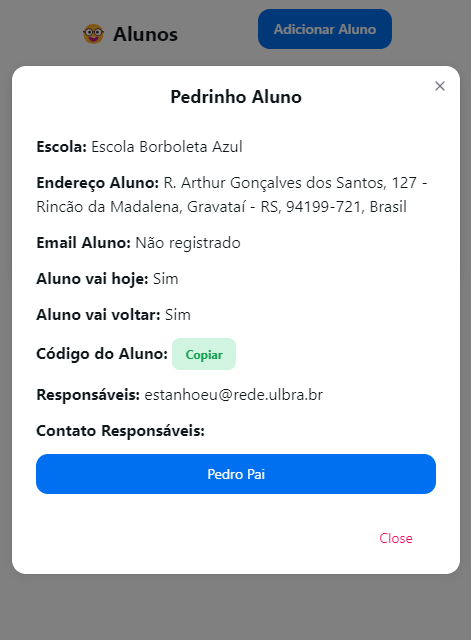 Alunos
Adicionar Aluno
Pedrinho Aluno
Escola: Escola Borboleta Azul
Endereço Aluno: R. Arthur Gonçalves dos Santos, 127 -
Rincão da Madalena, Gravataí - RS, 94199-721, Brasil
Email Aluno: Não registrado
Aluno vai hoje: Sim
Aluno vai voltar: Sim
Código do Aluno: Copiar
Responsáveis: estanhoeu@rede.ulbra.br
Contato Responsáveis:
Pedro Pai
Close